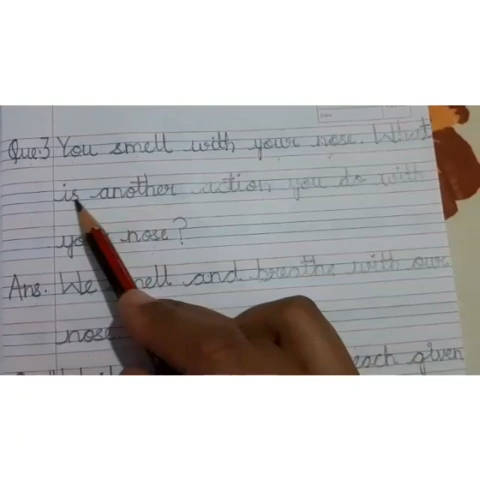 Que:3 You smell with your nose. What
is another action you do with
nose?
Ans. We smell and breathe with our
nose
each given